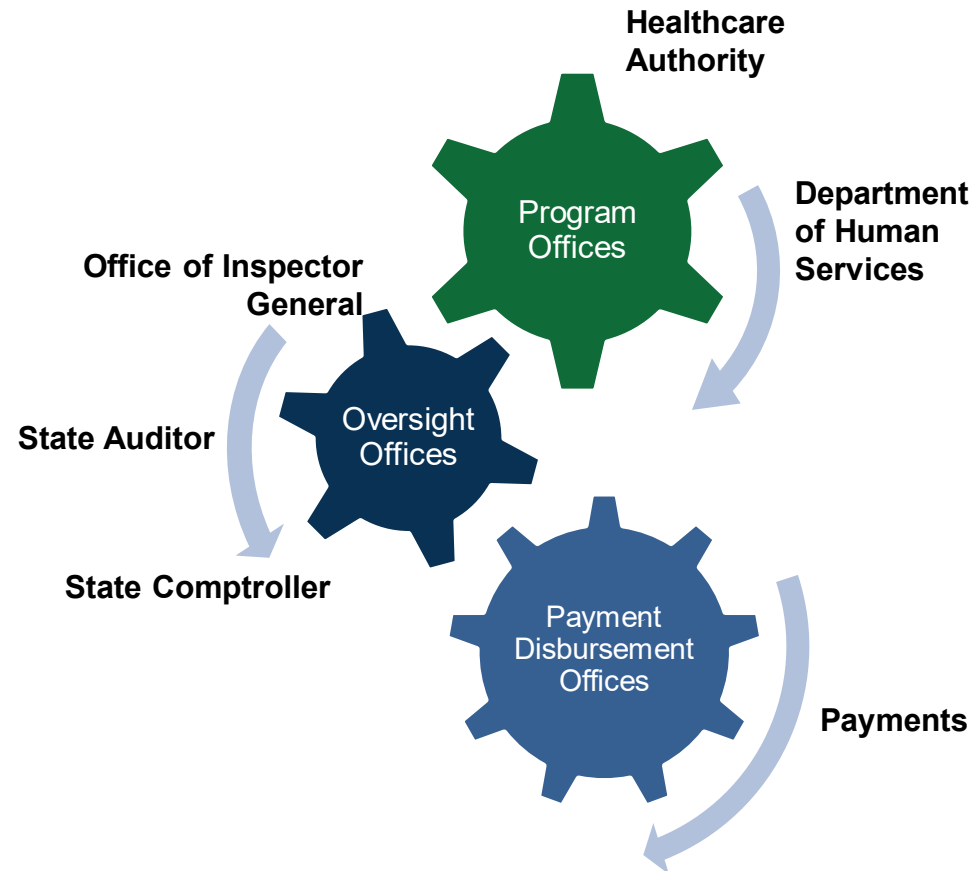 Healthcare
Authority
Program
Offices
Department
of Human
Services
Office of Inspector
General
Oversight
Offices
State Auditor
State Comptroller
Payment
Disbursement
Offices
Payments